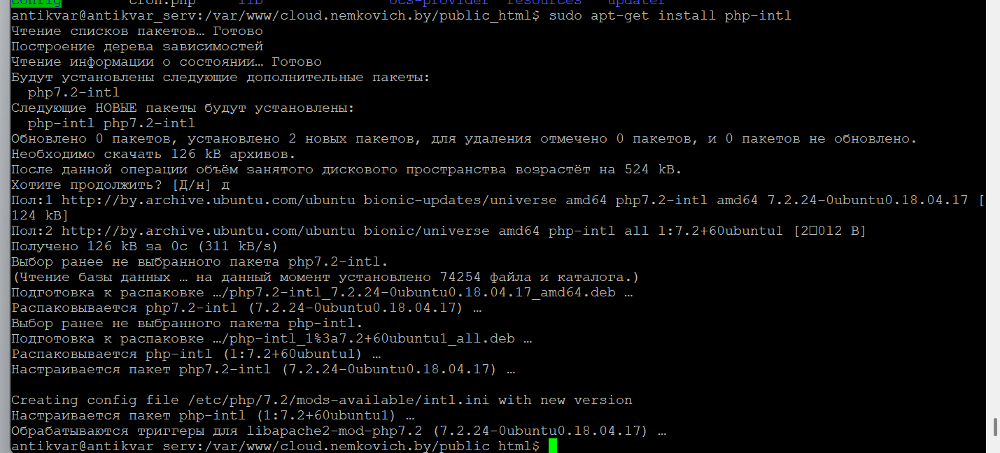 config cron.php lib ocs-provider resources updater
antikvar@antikvar_serv:/var/www/cloud.nemkovich.by/public_html$ sudo apt-get install php-intl
Чтение списков пакетов… Готово
Построение дерева зависимостей
Чтение информации о состоянии… Готово
Будут установлены следующие дополнительные пакеты:
php7.2-intl
Следующие НОВЫЕ пакеты будут установлены:
php-intl php7.2-intl
Обновлено 0 пакетов, установлено 2 новых пакетов, для удаления отмечено 0 пакетов, и 0 пакетов не обновлено.
Необходимо скачать 126 kB архивов.
После данной операции объём занятого дискового пространства возрастёт на 524 kB.
Хотите продолжить? [Д/н] д
Пол:1 http://by.archive.ubuntu.com/ubuntu bionic-updates/universe amd64 php7.2-intl amd64 7.2.24-0ubuntu0.18.04.17 [
124 kB]
Пол:2 http://by.archive.ubuntu.com/ubuntu bionic/universe amd64 php-intl all 1:7.2+60ubuntu1 [2□012 B]
Получено 126 kB за 0с (311 kB/s)
Выбор ранее не выбранного пакета php7.2-intl.
(Чтение базы данных … на данный момент установлено 74254 файла и каталога.)
Подготовка к распаковке …/php7.2-intl_7.2.24-0ubuntu0.18.04.17_amd64.deb …
Распаковывается php7.2-intl (7.2.24-0ubuntu0.18.04.17) …
Выбор ранее не выбранного пакета php-intl.
Подготовка к распаковке …/php-intl_1%3a7.2+60ubuntu1_all.deb …
Распаковывается php-intl (1:7.2+60ubuntu1) …
Настраивается пакет php7.2-intl (7.2.24-0ubuntu0.18.04.17) …

Creating config file /etc/php/7.2/mods-available/intl.ini with new version
Настраивается пакет php-intl (1:7.2+60ubuntu1) …
Обрабатываются триггеры для libapache2-mod-php7.2 (7.2.24-0ubuntu0.18.04.17) …
antikvar@antikvar_serv:/var/www/cloud.nemkovich.by/public_html$